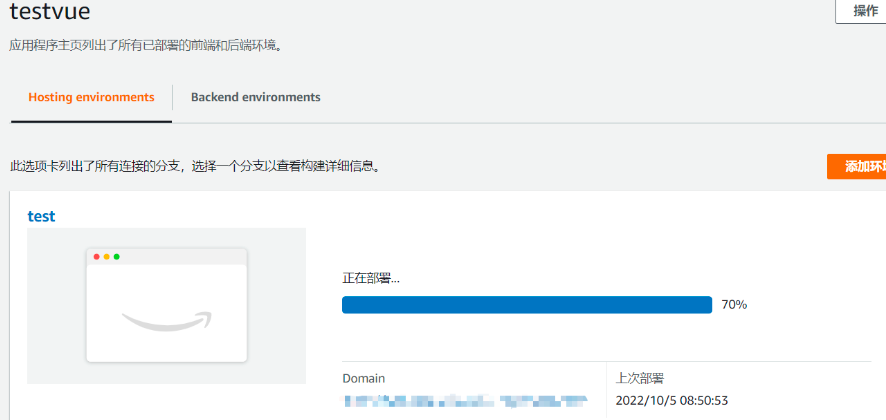 testvue
操作
应用程序主页列出了所有已部署的前端和后端环境。
Hosting environments
Backend environments
此选项卡列出了所有连接的分支，选择一个分支以查看构建详细信息。
添加环
test
正在部署...
70%
Domain
上次部署
2022/10/5 08:50:53